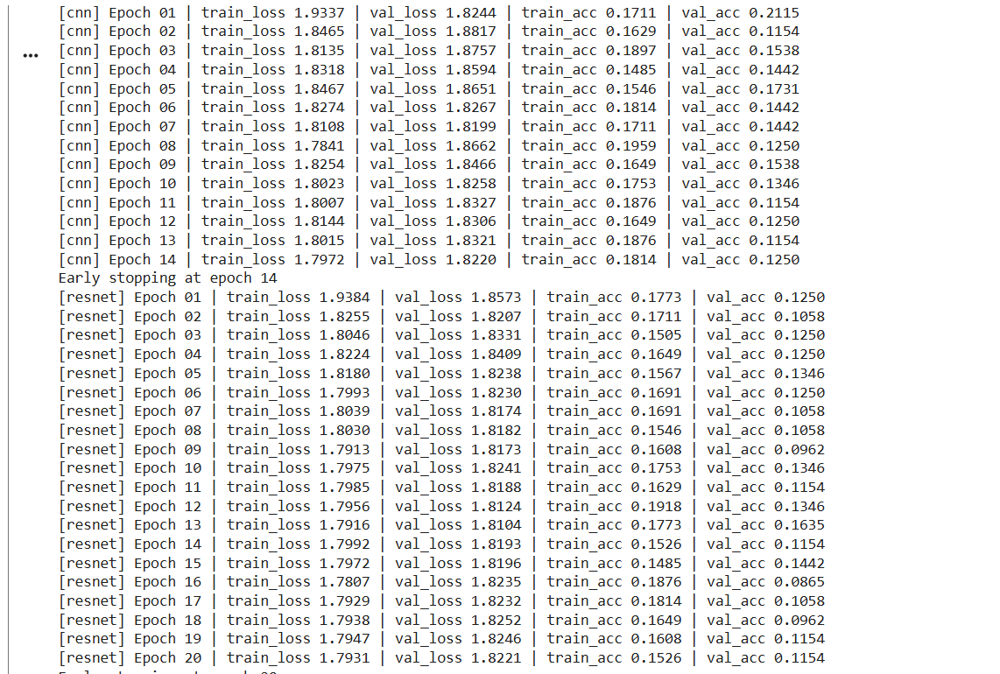 [cnn] Epoch 01 | train_loss 1.9337 | val_loss 1.8244 | train_acc 0.1711 | val_acc 0.2115
[cnn] Epoch 02 | train_loss 1.8465 | val_loss 1.8817 | train_acc 0.1629 | val_acc 0.1154
[cnn] Epoch 03 | train_loss 1.8135 | val_loss 1.8757 | train_acc 0.1897 | val_acc 0.1538
[cnn] Epoch 04 | train_loss 1.8318 | val_loss 1.8594 | train_acc 0.1485 | val_acc 0.1442
[cnn] Epoch 05 | train_loss 1.8467 | val_loss 1.8651 | train_acc 0.1546 | val_acc 0.1731
[cnn] Epoch 06 | train_loss 1.8274 | val_loss 1.8267 | train_acc 0.1814 | val_acc 0.1442
[cnn] Epoch 07 | train_loss 1.8108 | val_loss 1.8199 | train_acc 0.1711 | val_acc 0.1442
[cnn] Epoch 08 | train_loss 1.7841 | val_loss 1.8662 | train_acc 0.1959 | val_acc 0.1250
[cnn] Epoch 09 | train_loss 1.8254 | val_loss 1.8466 | train_acc 0.1649 | val_acc 0.1538
[cnn] Epoch 10 | train_loss 1.8023 | val_loss 1.8258 | train_acc 0.1753 | val_acc 0.1346
[cnn] Epoch 11 | train_loss 1.8007 | val_loss 1.8327 | train_acc 0.1876 | val_acc 0.1154
[cnn] Epoch 12 | train_loss 1.8144 | val_loss 1.8306 | train_acc 0.1649 | val_acc 0.1250
[cnn] Epoch 13 | train_loss 1.8015 | val_loss 1.8321 | train_acc 0.1876 | val_acc 0.1154
[cnn] Epoch 14 | train_loss 1.7972 | val_loss 1.8220 | train_acc 0.1814 | val_acc 0.1250
Early stopping at epoch 14
[resnet] Epoch 01 | train_loss 1.9384 | val_loss 1.8573 | train_acc 0.1773 | val_acc 0.1250
[resnet] Epoch 02 | train_loss 1.8255 | val_loss 1.8207 | train_acc 0.1711 | val_acc 0.1058
[resnet] Epoch 03 | train_loss 1.8046 | val_loss 1.8331 | train_acc 0.1505 | val_acc 0.1250
[resnet] Epoch 04 | train_loss 1.8224 | val_loss 1.8409 | train_acc 0.1649 | val_acc 0.1250
[resnet] Epoch 05 | train_loss 1.8180 | val_loss 1.8238 | train_acc 0.1567 | val_acc 0.1346
[resnet] Epoch 06 | train_loss 1.7993 | val_loss 1.8230 | train_acc 0.1691 | val_acc 0.1250
[resnet] Epoch 07 | train_loss 1.8039 | val_loss 1.8174 | train_acc 0.1691 | val_acc 0.1058
[resnet] Epoch 08 | train_loss 1.8030 | val_loss 1.8182 | train_acc 0.1546 | val_acc 0.1058
[resnet] Epoch 09 | train_loss 1.7913 | val_loss 1.8173 | train_acc 0.1608 | val_acc 0.0962
[resnet] Epoch 10 | train_loss 1.7975 | val_loss 1.8241 | train_acc 0.1753 | val_acc 0.1346
[resnet] Epoch 11 | train_loss 1.7985 | val_loss 1.8188 | train_acc 0.1629 | val_acc 0.1154
[resnet] Epoch 12 | train_loss 1.7956 | val_loss 1.8124 | train_acc 0.1918 | val_acc 0.1346
[resnet] Epoch 13 | train_loss 1.7916 | val_loss 1.8104 | train_acc 0.1773 | val_acc 0.1635
[resnet] Epoch 14 | train_loss 1.7992 | val_loss 1.8193 | train_acc 0.1526 | val_acc 0.1154
[resnet] Epoch 15 | train_loss 1.7972 | val_loss 1.8196 | train_acc 0.1485 | val_acc 0.1442
[resnet] Epoch 16 | train_loss 1.7807 | val_loss 1.8235 | train_acc 0.1876 | val_acc 0.0865
[resnet] Epoch 17 | train_loss 1.7929 | val_loss 1.8232 | train_acc 0.1814 | val_acc 0.1058
[resnet] Epoch 18 | train_loss 1.7938 | val_loss 1.8252 | train_acc 0.1649 | val_acc 0.0962
[resnet] Epoch 19 | train_loss 1.7947 | val_loss 1.8246 | train_acc 0.1608 | val_acc 0.1154
[resnet] Epoch 20 | train_loss 1.7931 | val_loss 1.8221 | train_acc 0.1526 | val_acc 0.1154